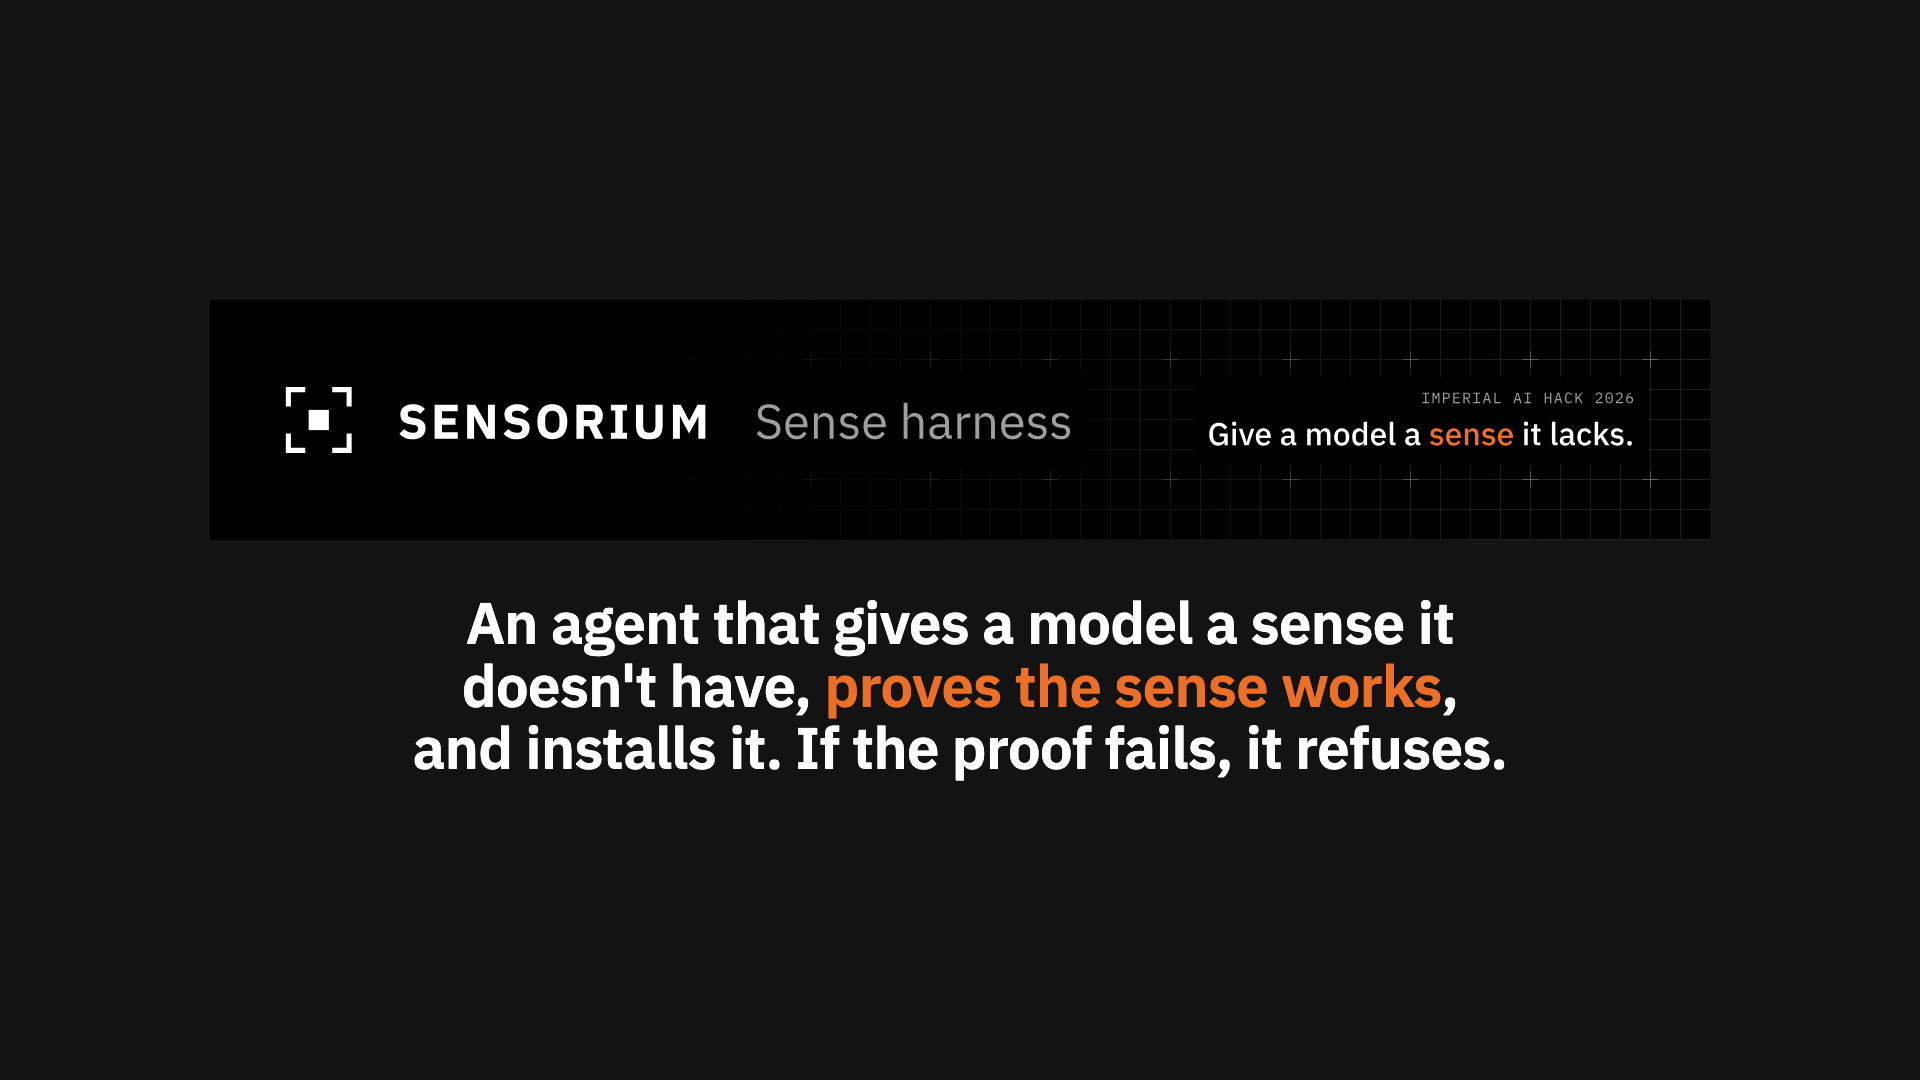 SENSORIUM Sense harness
IMPERIAL AI HACK 2026
Give a model a sense it lacks.
An agent that gives a model a sense it
doesn't have, proves the sense works,
and installs it. If the proof fails, it refuses.